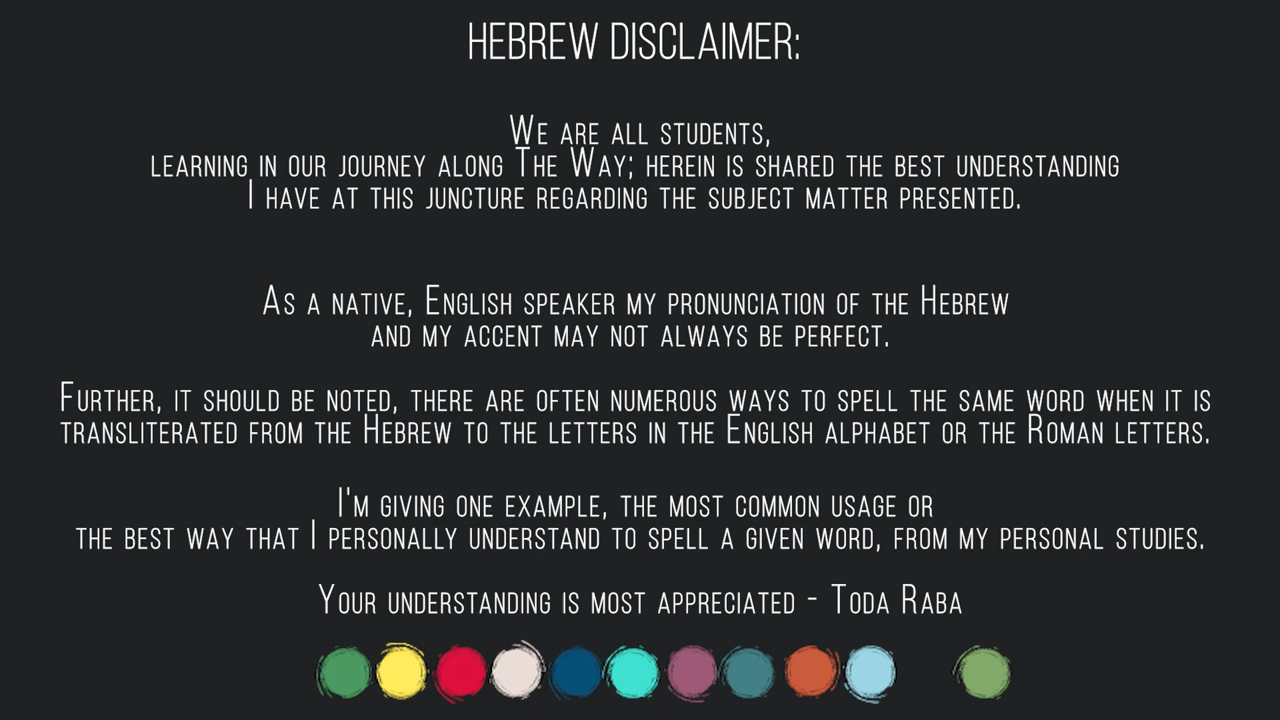 HEBREW DISCLAIMER:
We are all students,
learning in our journey along The Way; herein is shared the best understanding
I have at this juncture regarding the subject matter presented.
As a native, English speaker my pronunciation of the Hebrew
and my accent may not always be perfect.
Further, it should be noted, there are often numerous ways to spell the same word when it is
transliterated from the Hebrew to the letters in the English alphabet or the Roman letters.
I'm giving one example, the most common usage or
the best way that I personally understand to spell a given word, from my personal studies.
Your understanding is most appreciated - Toda Raba